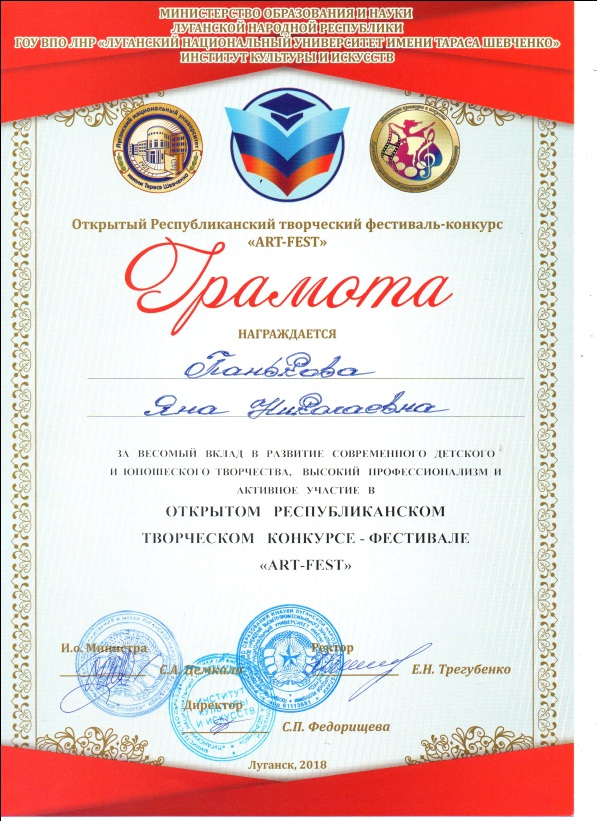 МИНИСТЕРСТВО ОБРАЗОВАНИЯ И НАУКИ
ЛУГАНСКОЙ НАРОДНОЙ РЕСПУБЛИКИ
ГОУ ВПО ЛНР «ЛУГАНСКИЙ НАЦИОНАЛЬНЫЙ УНИВЕРСИТЕТ ИМЕНИ ТАРАСА ШЕВЧЕНКО»
ИНСТИТУТ КУЛЬТУРЫ И ИСКУССТВ
Луганский национальный университет
имени Тараса Шевченко
Открытый Республиканский творческий фестиваль-конкурс
«ART-FEST»
Грамота
НАГРАЖДАЕТСЯ
Панькова
Яна Николаевна
ЗА ВЕСОМЫЙ ВКЛАД В РАЗВИТИЕ СОВРЕМЕННОГО ДЕТСКОГО
И ЮНОШЕСКОГО ТВОРЧЕСТВА, ВЫСОКИЙ ПРОФЕССИОНАЛИЗМ И
АКТИВНОЕ УЧАСТИЕ В
ОТКРЫТОМ РЕСПУБЛИКАНСКОМ
ТВОРЧЕСКОМ КОНКУРСЕ - ФЕСТИВАЛЕ
«ART-FEST»
И.о. Министра С.А. Цемкало
Ректор Е.Н. Трегубенко
ИНСТИТУТ
КУЛЬТУРЫ
И ИСКУССТВ
Директор С.П. Федорищева
Луганск, 2018